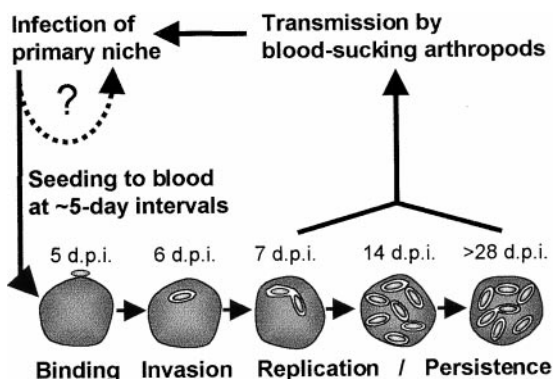 Infection of
primary niche
Transmission by
blood-sucking arthropods
?
Seeding to blood
at ~5-day intervals
5 d.p.i. 6 d.p.i. 7 d.p.i. 14 d.p.i. >28 d.p.i.
Binding Invasion Replication / Persistence